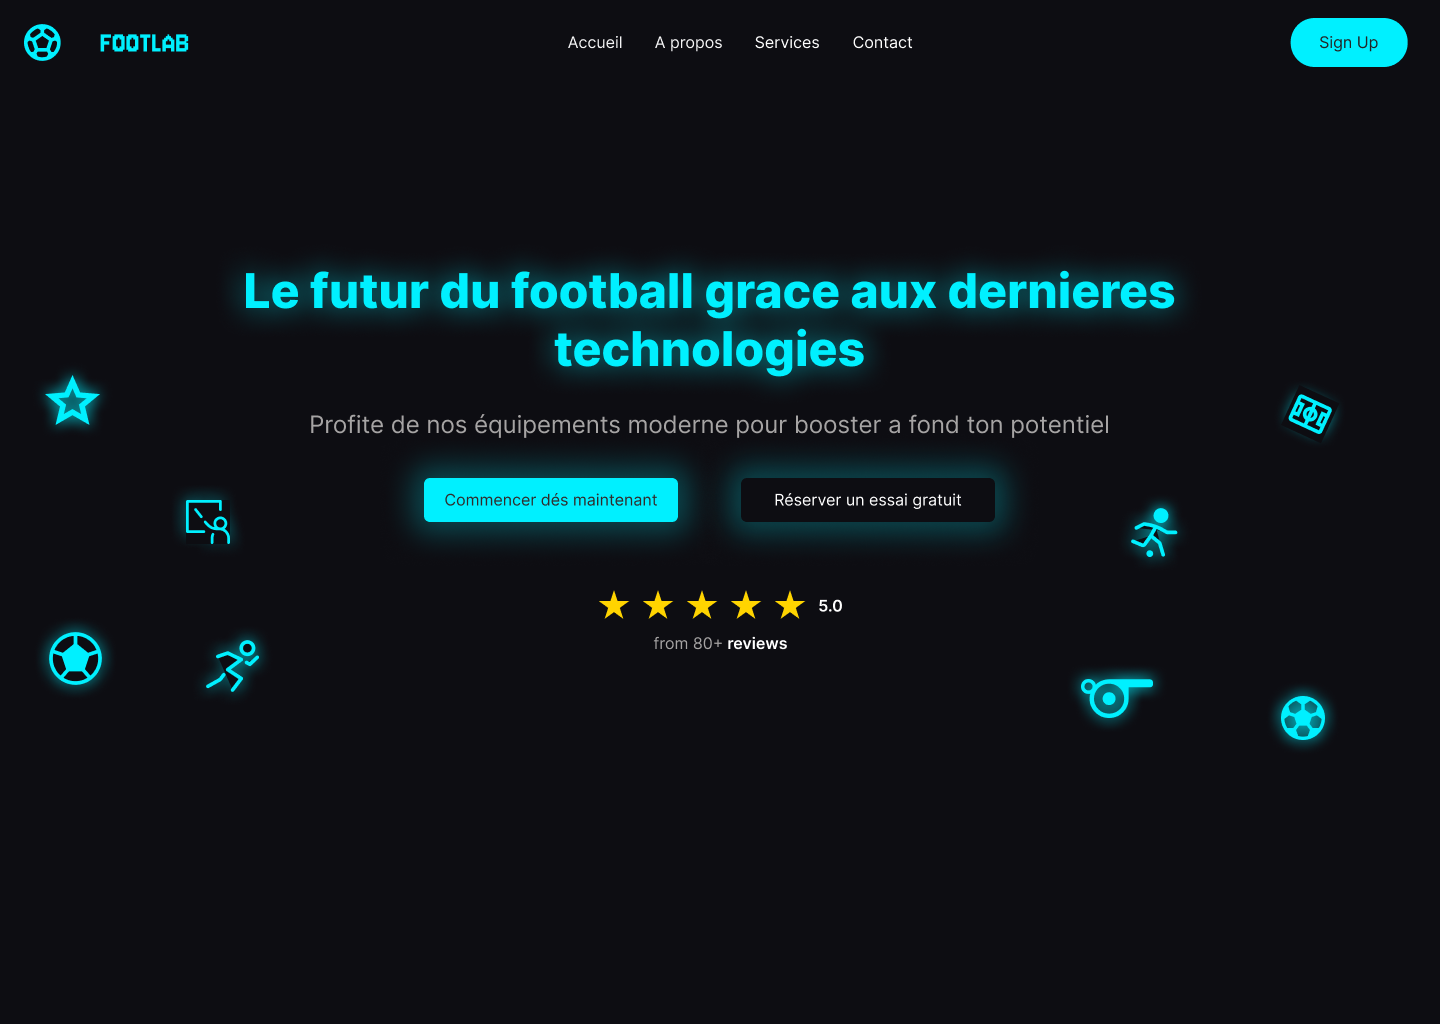 FOOTLAB
Accueil A propos Services Contact
Sign Up
Le futur du football grace aux dernieres
technologies
Profite de nos équipements moderne pour booster a fond ton potentiel
Commencer dés maintenant
Réserver un essai gratuit
5.0
from 80+ reviews